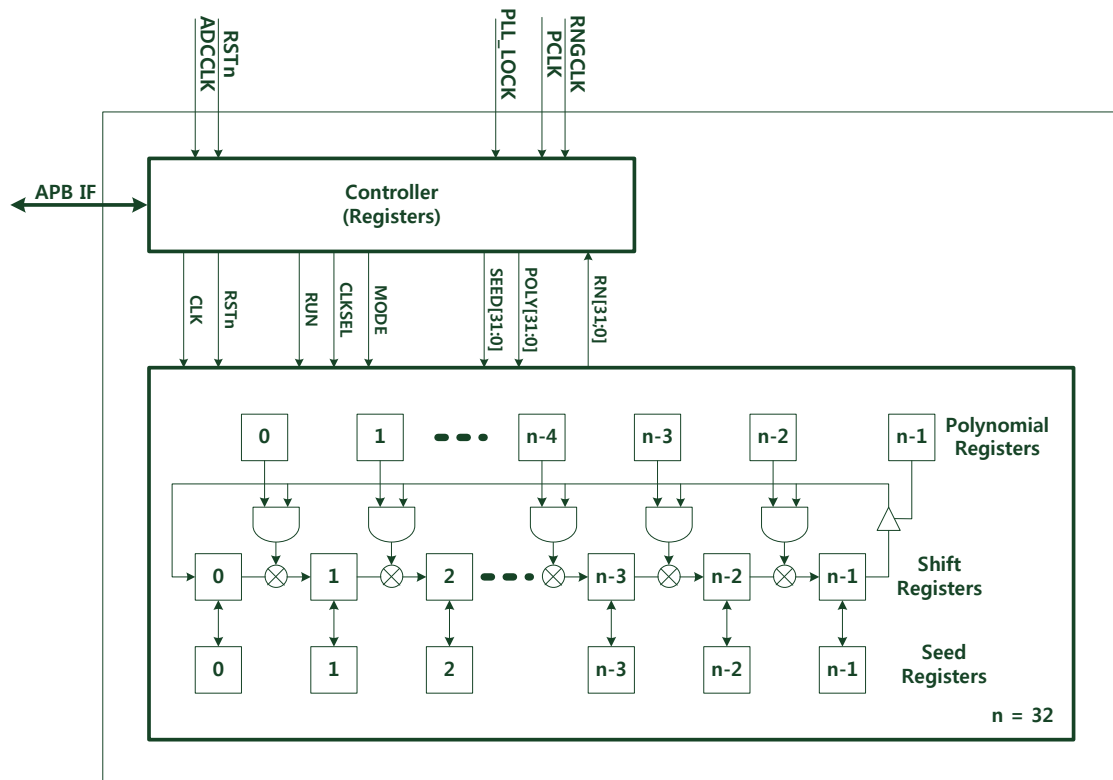 ADCCLK
RSTn
PLL_LOCK
PCLK
RNGCLK
APB IF
Controller
(Registers)
CLK
RSTn
RUN
CLKSEL
MODE
SEED[31:0]
POLY[31:0]
RN[31;0]
0
1
n-4
n-3
n-2
n-1
Polynomial
Registers
0
1
2
n-3
n-2
n-1
Shift
Registers
0
1
2
n-3
n-2
n-1
Seed
Registers
n = 32